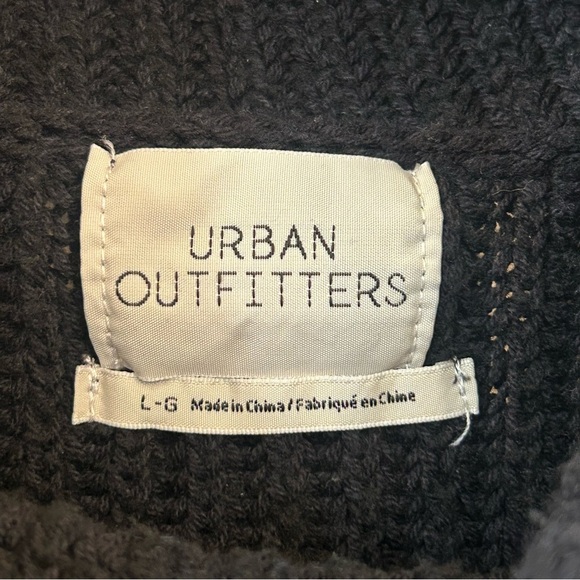 URBAN
OUTFITTERS
L-G Made in China / Fabriqué en Chine